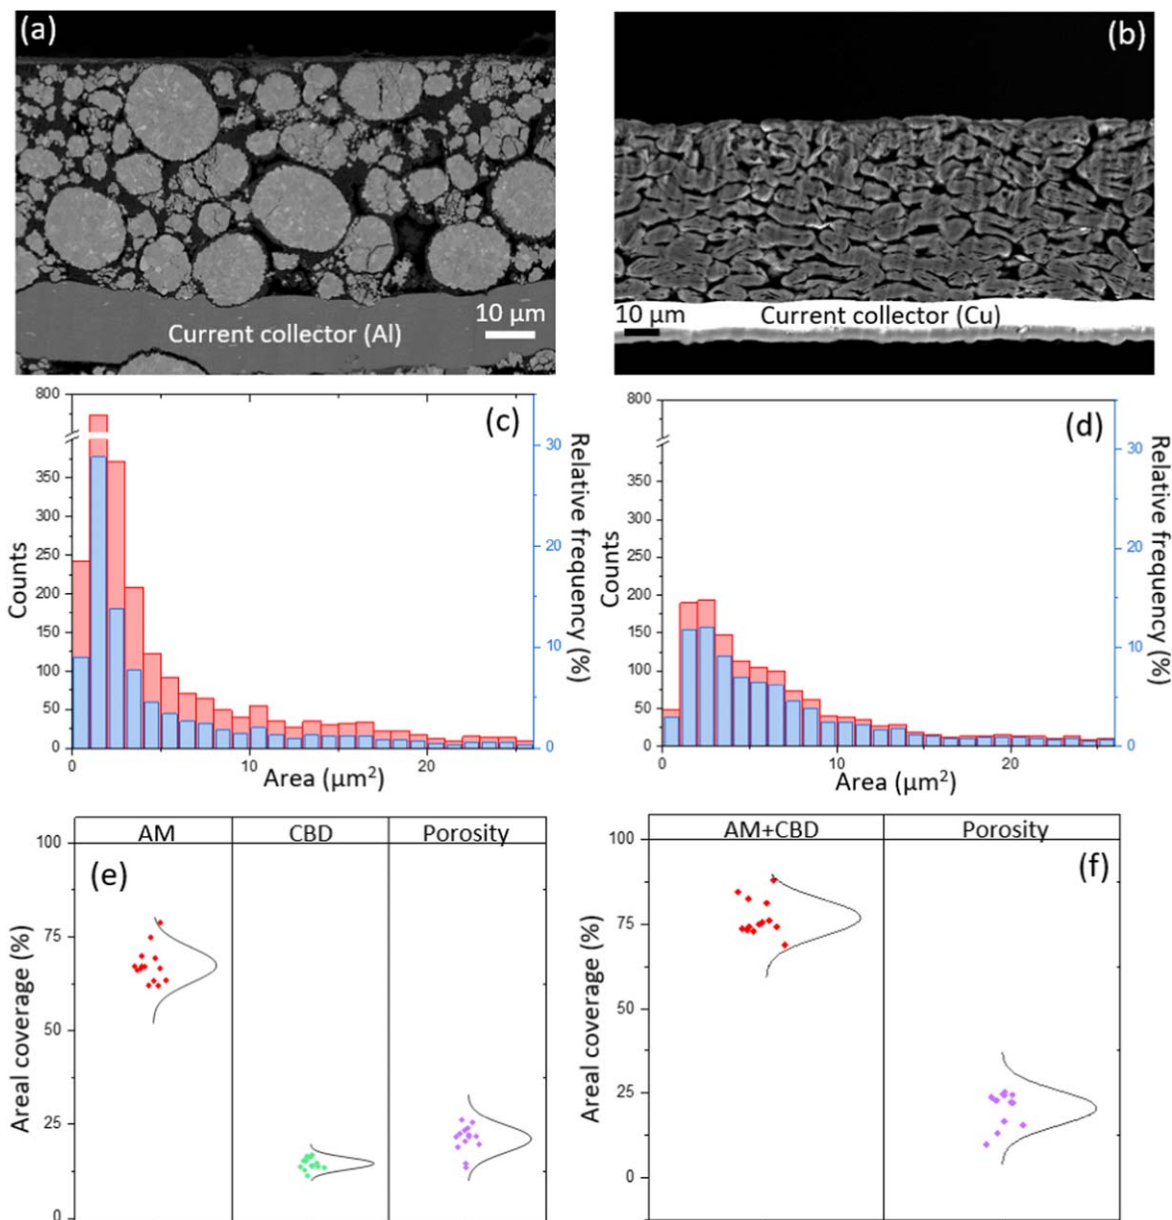 (a)
(b)
Current collector (Al)
10 µm
10 µm
Current collector (Cu)
(c)
800
350
300
250
200
150
100
50
0
Counts
30
20
10
0
Relative frequency (%)
0
10
20
Area (µm²)
(d)
800
350
300
250
200
150
100
50
0
Counts
30
20
10
0
Relative frequency (%)
0
10
20
Area (µm²)
AM
CBD
Porosity
(e)
100
75
50
25
0
Areal coverage (%)
AM+CBD
Porosity
(f)
100
75
50
25
0
Areal coverage (%)